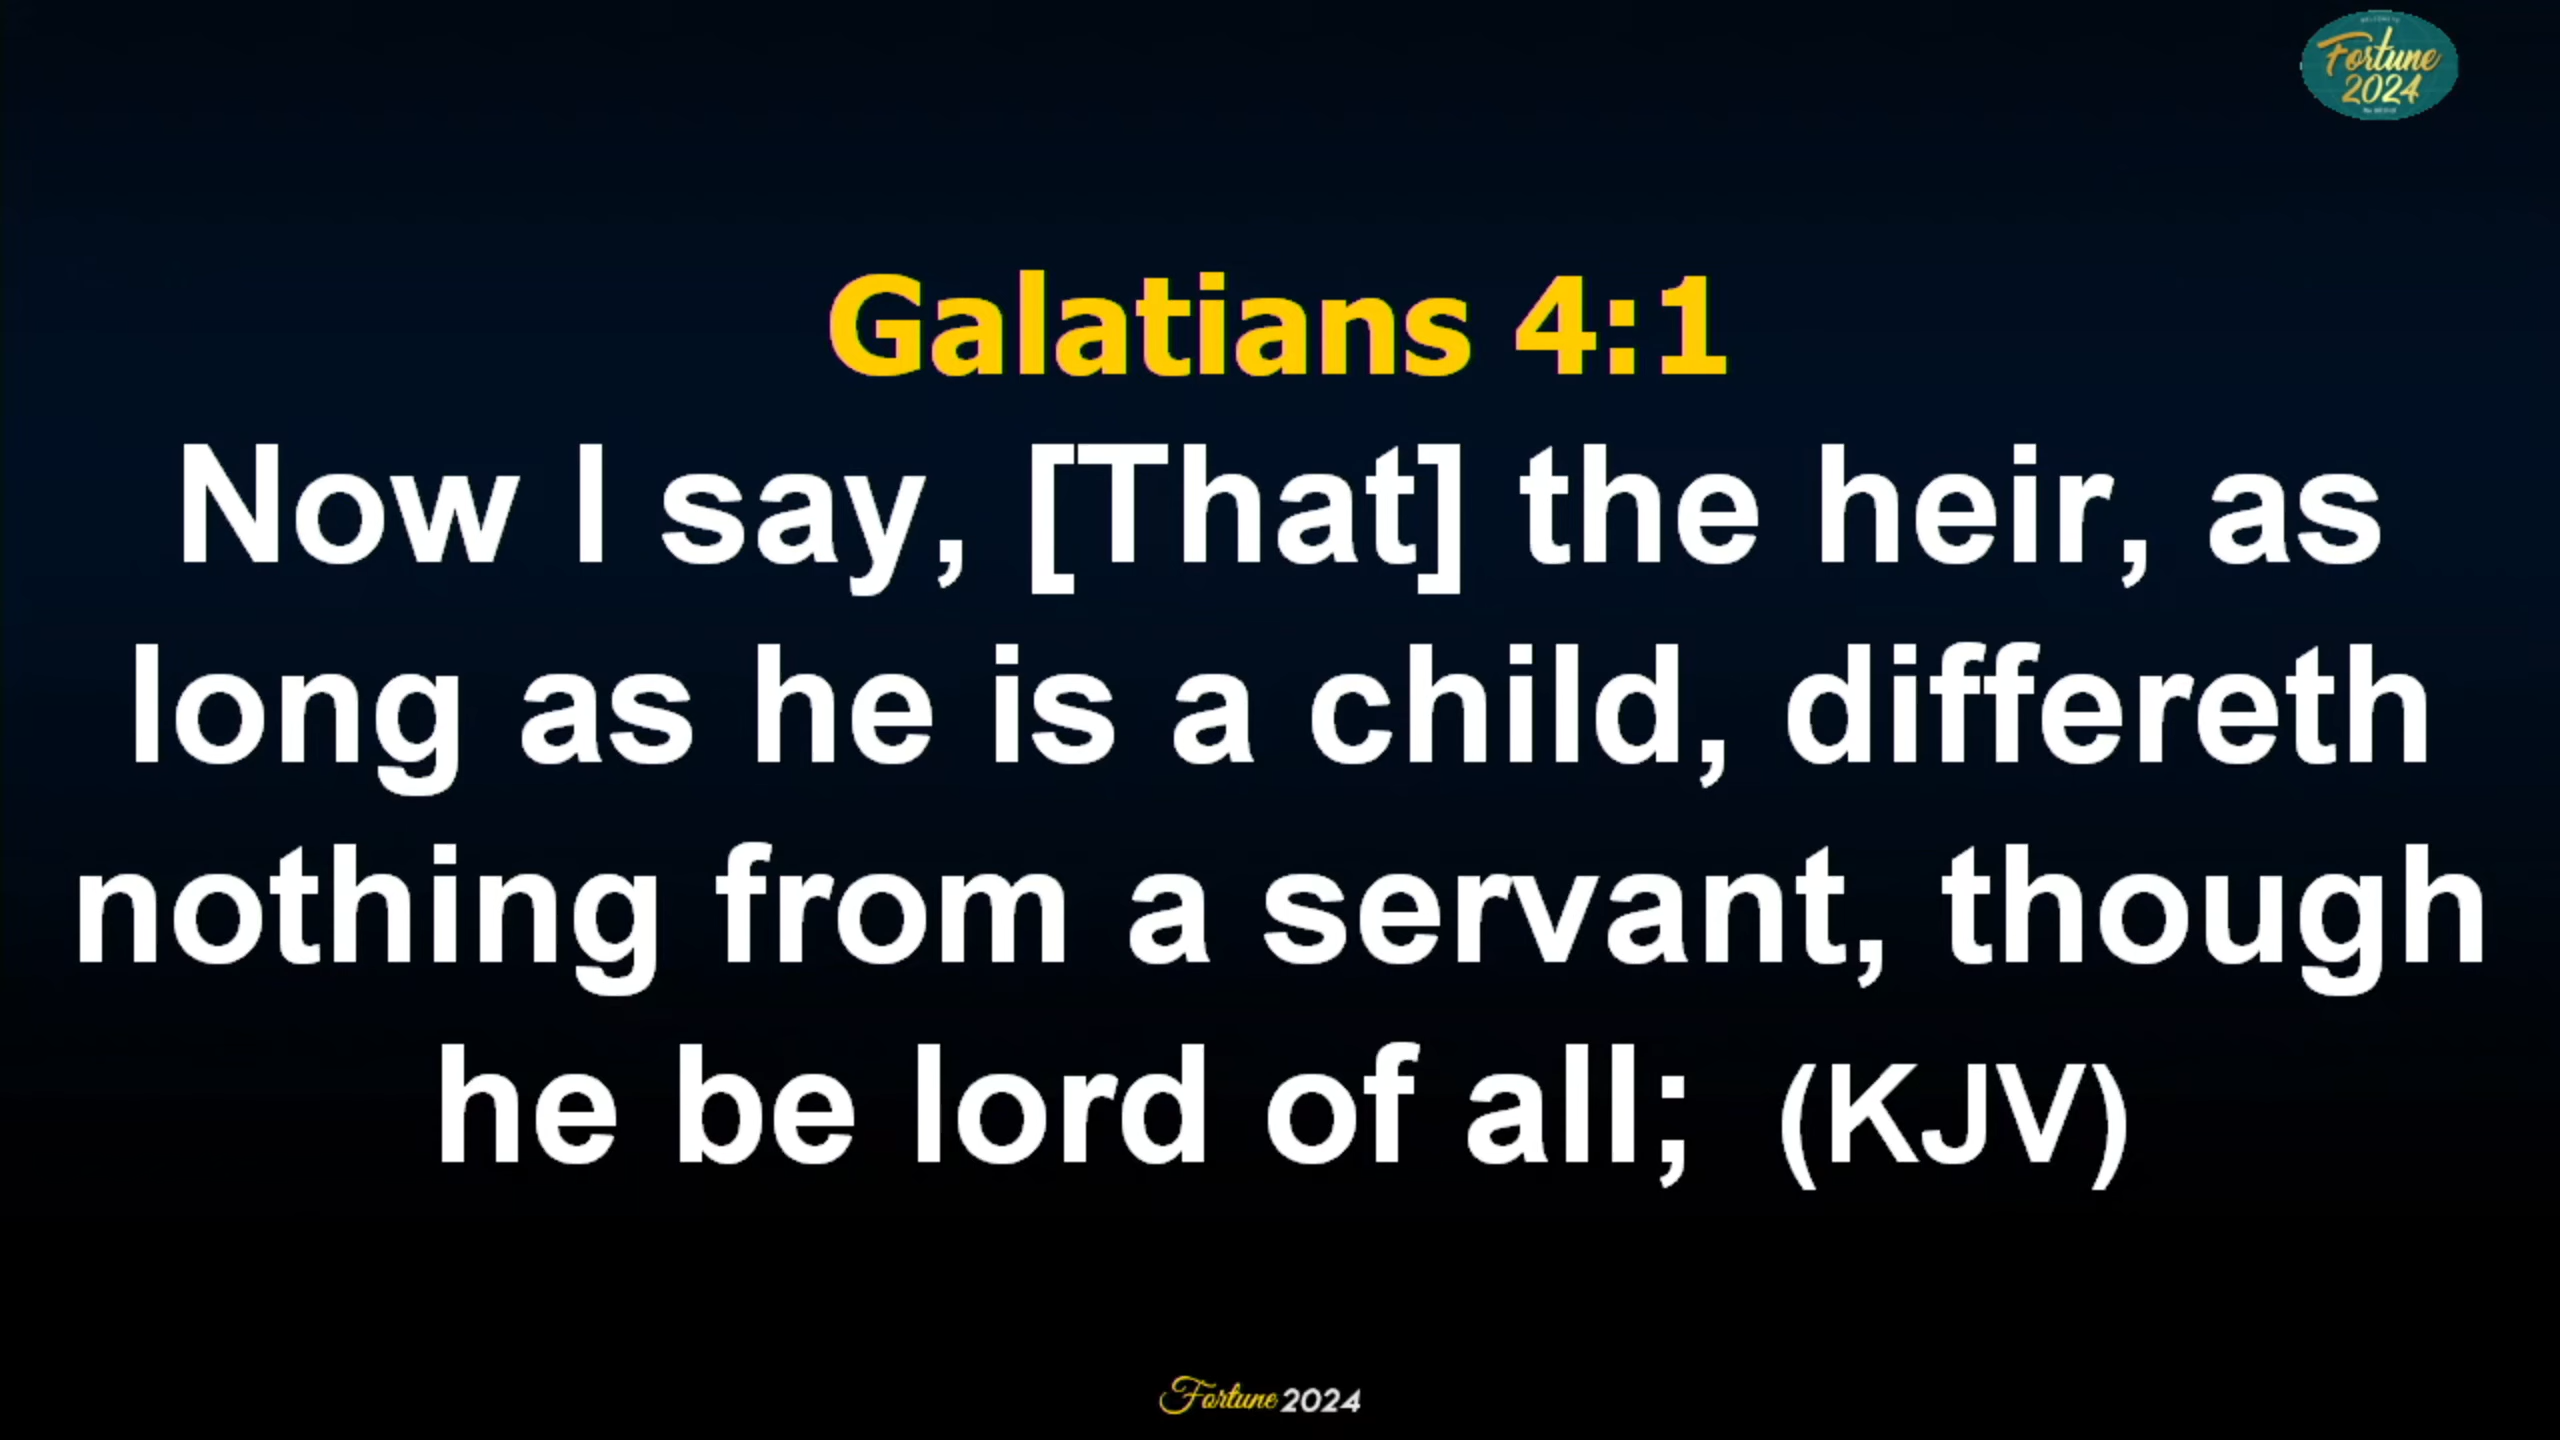 Fortune
2024
Galatians 4:1
Now I say, [That] the heir, as
long as he is a child, differeth
nothing from a servant, though
he be lord of all; (KJV)
Fortune 2024